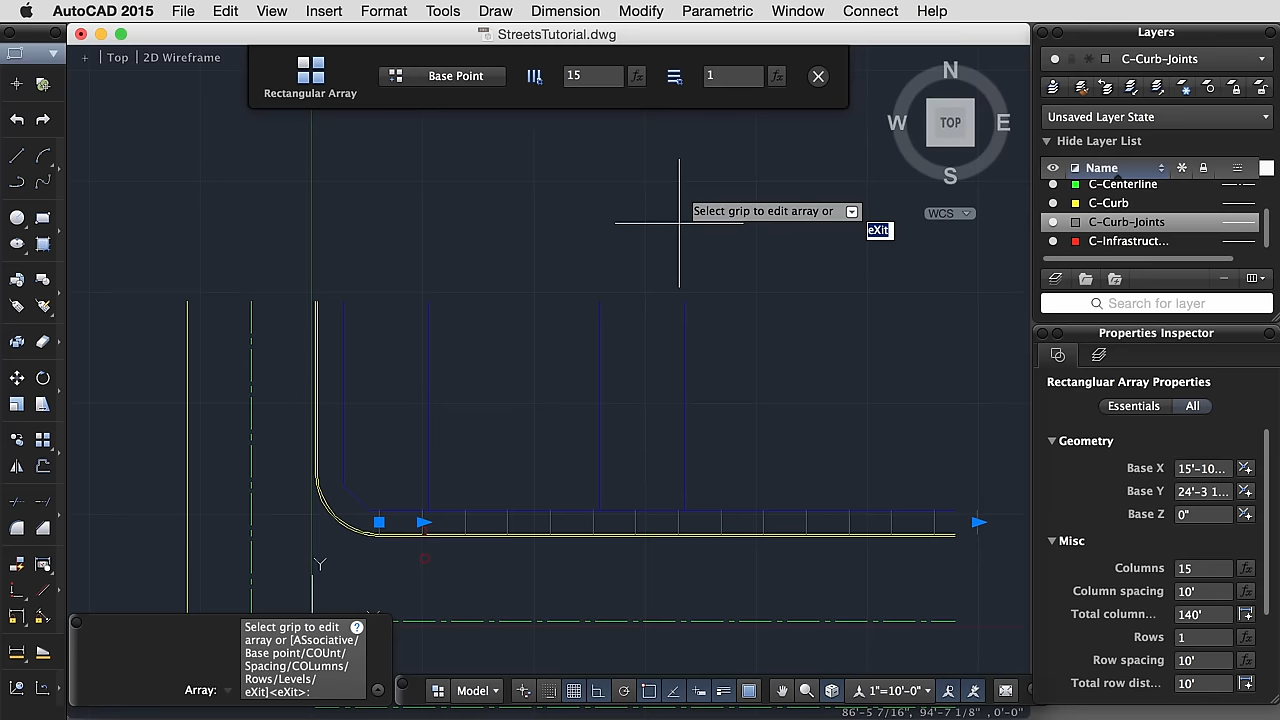 AutoCAD 2015 File Edit View Insert Format Tools Draw Dimension Modify Parametric Window Connect Help
StreetsTutorial.dwg
+ | Top | 2D Wireframe
Rectangular Array
Base Point
15
fx
1
fx
N
W
TOP
E
S
WCS
Select grip to edit array or
eXit
Y
Select grip to edit
array or [ASsociative/
Base point/COUnt/
Spacing/COLumns/
Rows/Levels/
eXit]<eXit>:
Array:
Model
1"=10'-0"
86'-5 7/16", 94'-7 1/8" , 0'-0"
Layers
C-Curb-Joints
Unsaved Layer State
Hide Layer List
Name
C-Centerline
C-Curb
C-Curb-Joints
C-Infrastruct...
Search for layer
Properties Inspector
Rectangluar Array Properties
Essentials All
Geometry
Base X 15'-10...
Base Y 24'-3 1...
Base Z 0"
Misc
Columns 15 fx
Column spacing 10' fx
Total column... 140'
Rows 1 fx
Row spacing 10' fx
Total row dist... 10'